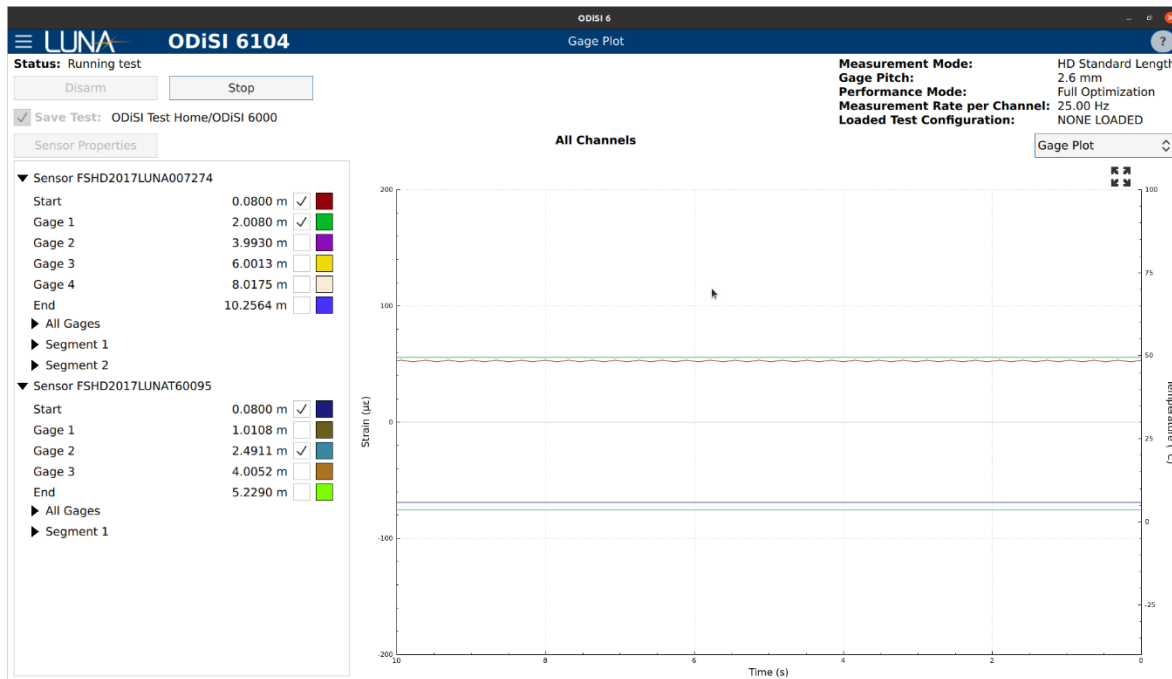 ODiSI 6
LUNA ODiSI 6104 Gage Plot ?
Status: Running test
Disarm Stop
Save Test: ODiSI Test Home/ODiSI 6000
Sensor Properties
Measurement Mode: HD Standard Length
Gage Pitch: 2.6 mm
Performance Mode: Full Optimization
Measurement Rate per Channel: 25.00 Hz
Loaded Test Configuration: NONE LOADED
All Channels
Gage Plot
Sensor FSHD2017LUNA007274
Start 0.0800 m
Gage 1 2.0080 m
Gage 2 3.9930 m
Gage 3 6.0013 m
Gage 4 8.0175 m
End 10.2564 m
All Gages
Segment 1
Segment 2
Sensor FSHD2017LUNAT60095
Start 0.0800 m
Gage 1 1.0108 m
Gage 2 2.4911 m
Gage 3 4.0052 m
End 5.2290 m
All Gages
Segment 1
Strain (με)
200
100
0
-100
-200
10 8 6 4 2 0
Time (s)
100
75
50
25
0
-25
Temperature (°C)